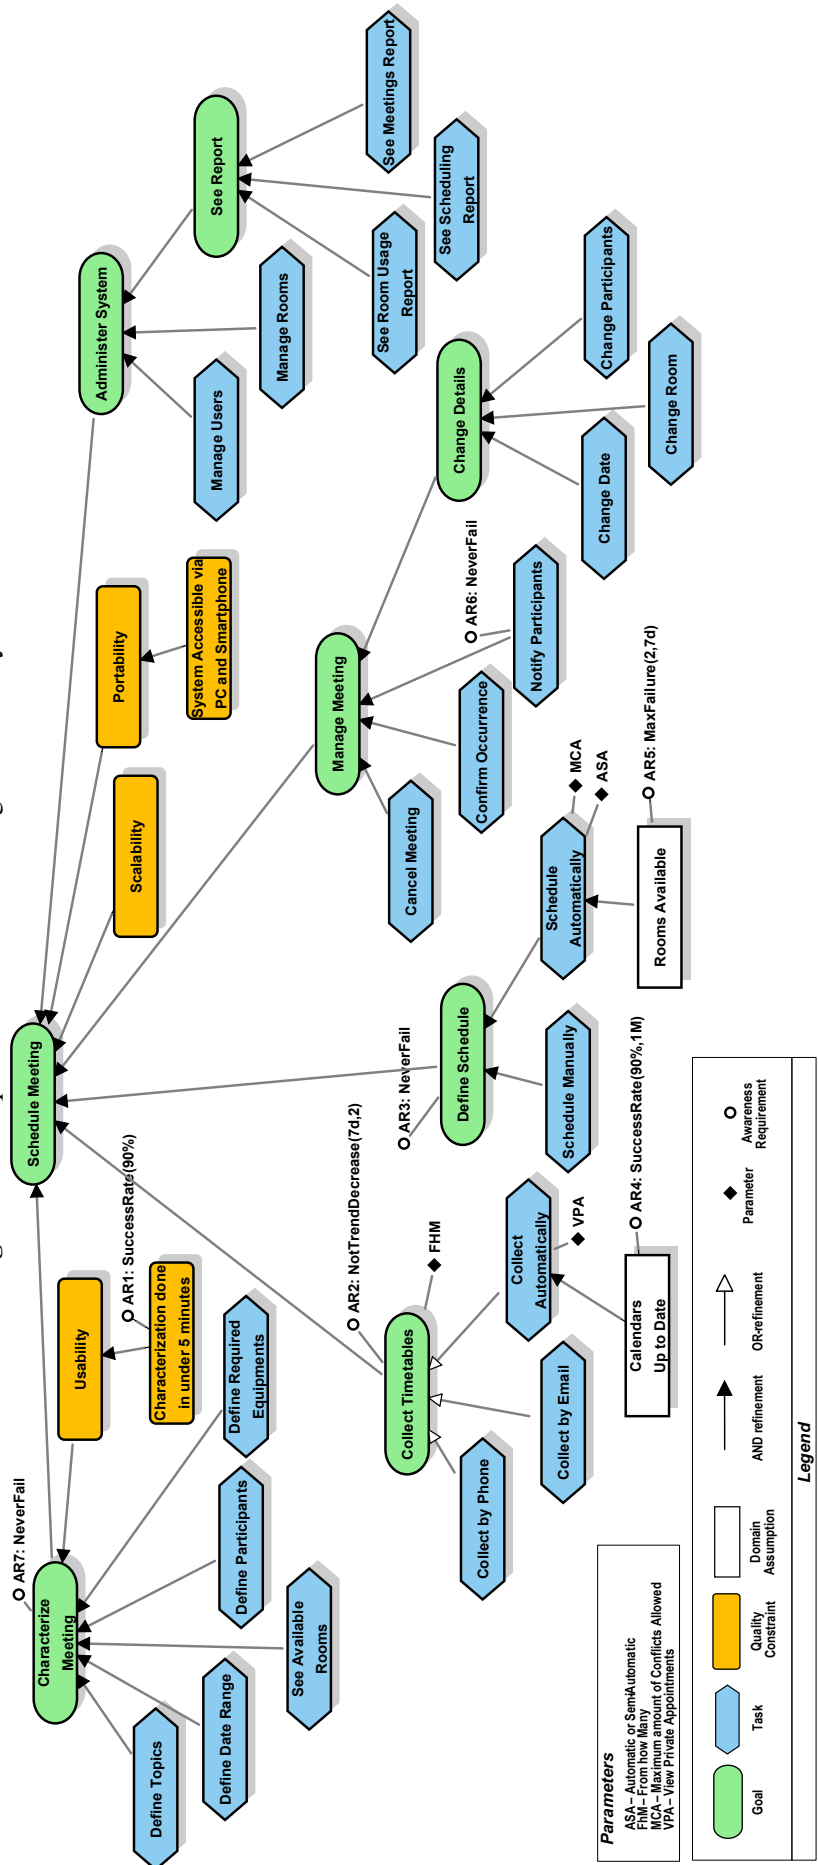 Schedule Meeting
AR7: NeverFail
Characterize
Meeting
Usability
AR1: SuccessRate(90%)
Characterization done
in under 5 minutes
Define Topics
Define Date Range
See Available
Rooms
Define Participants
Define Required
Equipments
AR2: NotTrendDecrease(7d,2)
Collect Timetables
FHM
Collect by Phone
Collect by Email
Collect
Automatically
VPA
Calendars
Up to Date
AR4: SuccessRate(90%,1M)
AR3: NeverFail
Define Schedule
Schedule Manually
Schedule
Automatically
MCA
ASA
Rooms Available
AR5: MaxFailure(2,7d)
Scalability
Portability
System Accessible via
PC and Smartphone
Manage Meeting
Cancel Meeting
Confirm Occurrence
Notify Participants
AR6: NeverFail
Change Details
Change Date
Change Room
Change Participants
Administer System
Manage Users
Manage Rooms
See Report
See Room Usage
Report
See Scheduling
Report
See Meetings Report
Parameters
ASA – Automatic or Semi-Automatic
FhM – From how Many
MCA – Maximum amount of Conflicts Allowed
VPA – View Private Appointments
Goal
Task
Quality
Constraint
Domain
Assumption
AND refinement
OR-refinement
Parameter
Awareness
Requirement
Legend